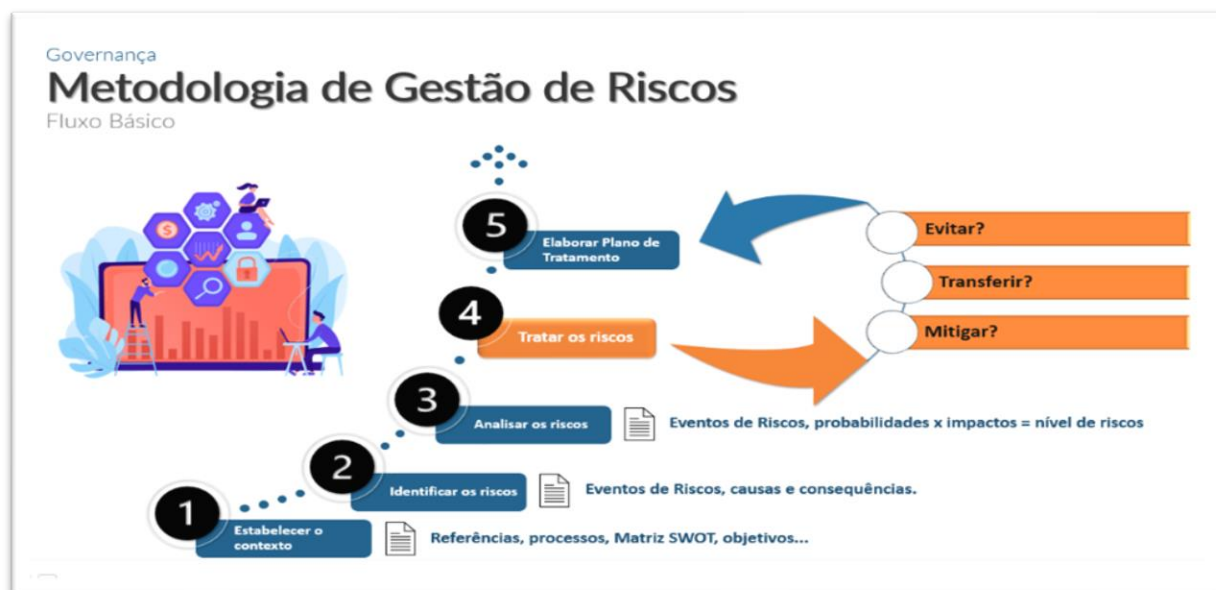 Governança
Metodologia de Gestão de Riscos
Fluxo Básico
5
Elaborar Plano de
Tratamento
Evitar?
Transferir?
Mitigar?
4
Tratar os riscos
3
Analisar os riscos
Eventos de Riscos, probabilidades x impactos = nível de riscos
2
Identificar os riscos
Eventos de Riscos, causas e consequências.
1
Estabelecer o
contexto
Referências, processos, Matriz SWOT, objetivos...